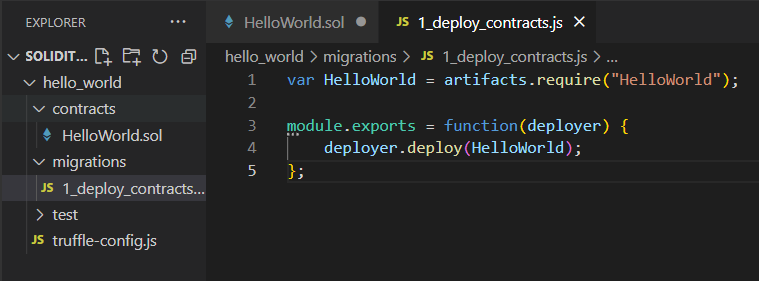 EXPLORER
SOLIDIT...
hello_world
contracts
HelloWorld.sol
migrations
JS 1_deploy_contracts...
test
JS truffle-config.js
HelloWorld.sol
JS 1_deploy_contracts.js
hello_world > migrations > JS 1_deploy_contracts.js > ...
1 var HelloWorld = artifacts.require("HelloWorld");
2
3 module.exports = function(deployer) {
4     deployer.deploy(HelloWorld);
5 };